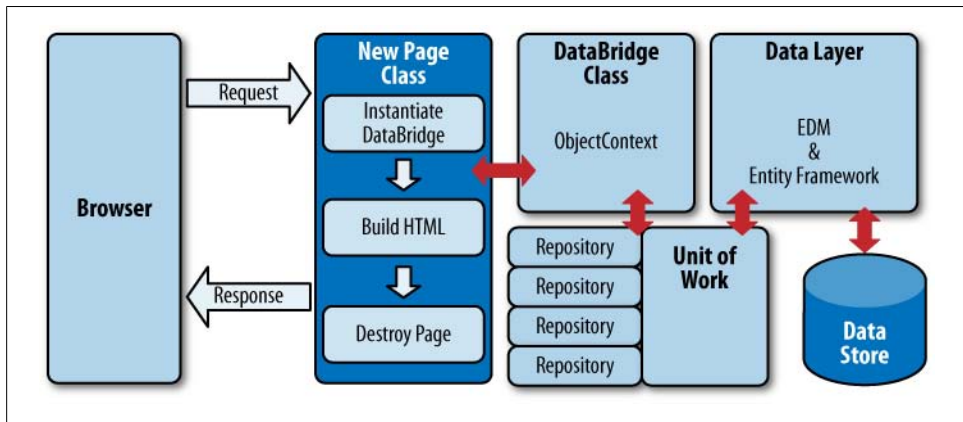 Browser
Request
Response
New Page
Class
Instantiate
DataBridge
Build HTML
Destroy Page
DataBridge
Class
ObjectContext
Repository
Repository
Repository
Repository
Unit of
Work
Data Layer
EDM
&
Entity Framework
Data
Store